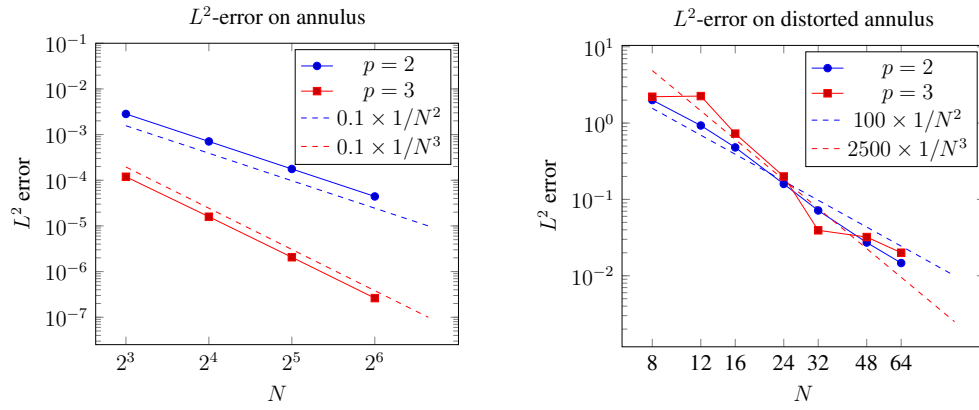 L²-error on annulus
10⁻¹
10⁻²
10⁻³
10⁻⁴
10⁻⁵
10⁻⁶
10⁻⁷
L² error
2³ 2⁴ 2⁵ 2⁶
N
p = 2
p = 3
0.1 × 1/N²
0.1 × 1/N³
L²-error on distorted annulus
10¹
10⁰
10⁻¹
10⁻²
L² error
8 12 16 24 32 48 64
N
p = 2
p = 3
100 × 1/N²
2500 × 1/N³